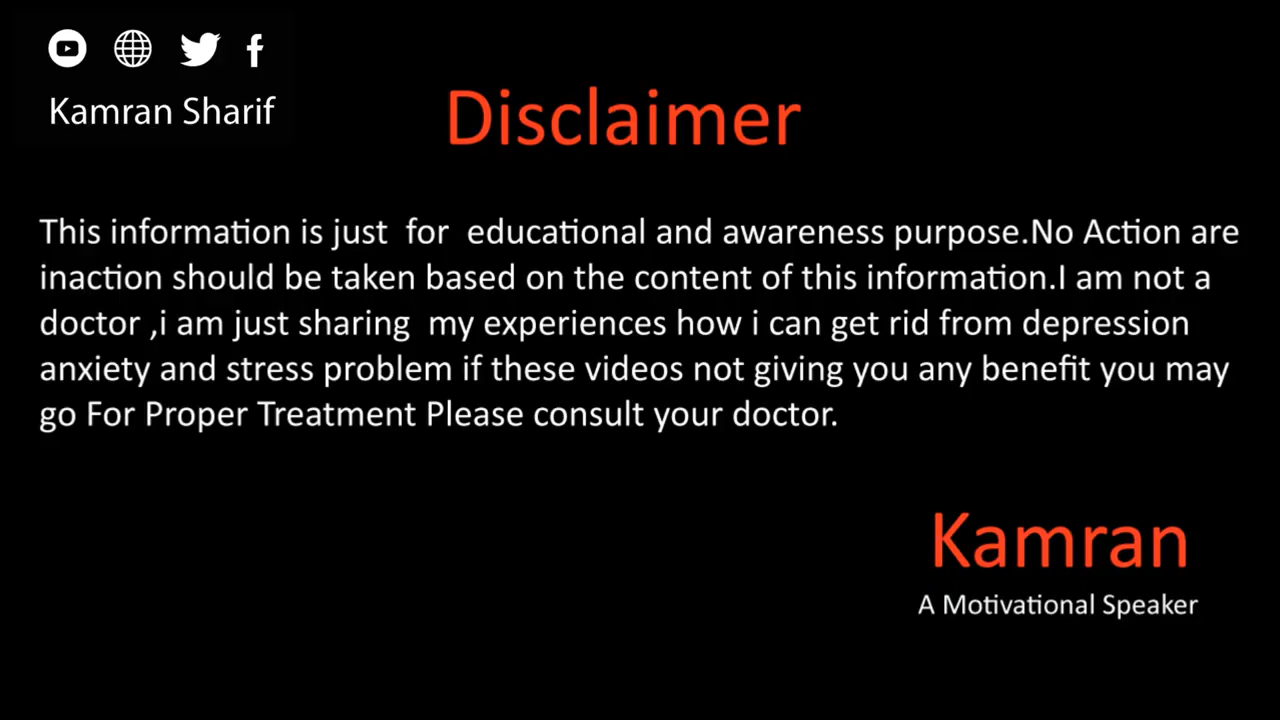 Kamran Sharif
Disclaimer
This information is just for educational and awareness purpose.No Action are
inaction should be taken based on the content of this information.I am not a
doctor ,i am just sharing my experiences how i can get rid from depression
anxiety and stress problem if these videos not giving you any benefit you may
go For Proper Treatment Please consult your doctor.
Kamran
A Motivational Speaker